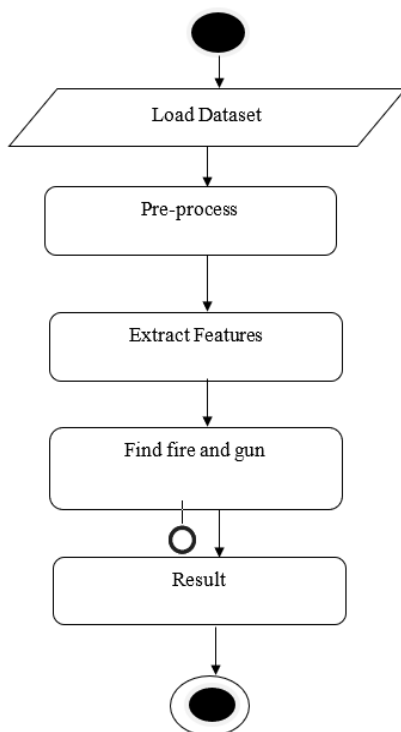 Load Dataset
Pre-process
Extract Features
Find fire and gun
Result